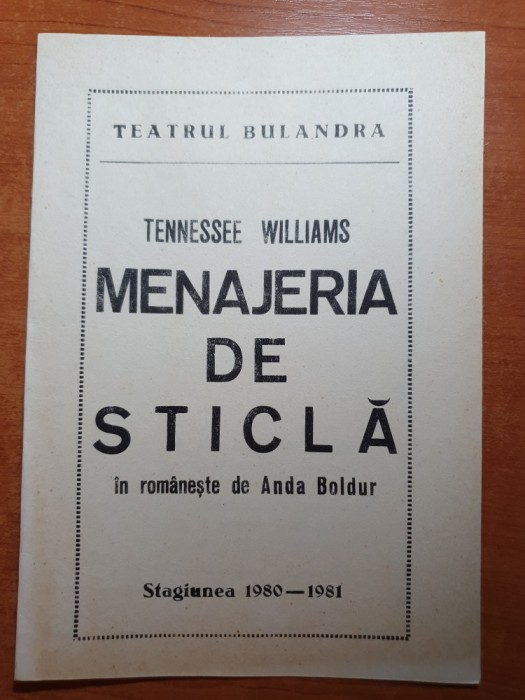 TEATRUL BULANDRA
TENNESSEE WILLIAMS
MENAJERIA
DE
STICLĂ
în românește de Anda Boldur
Stagiunea 1980—1981